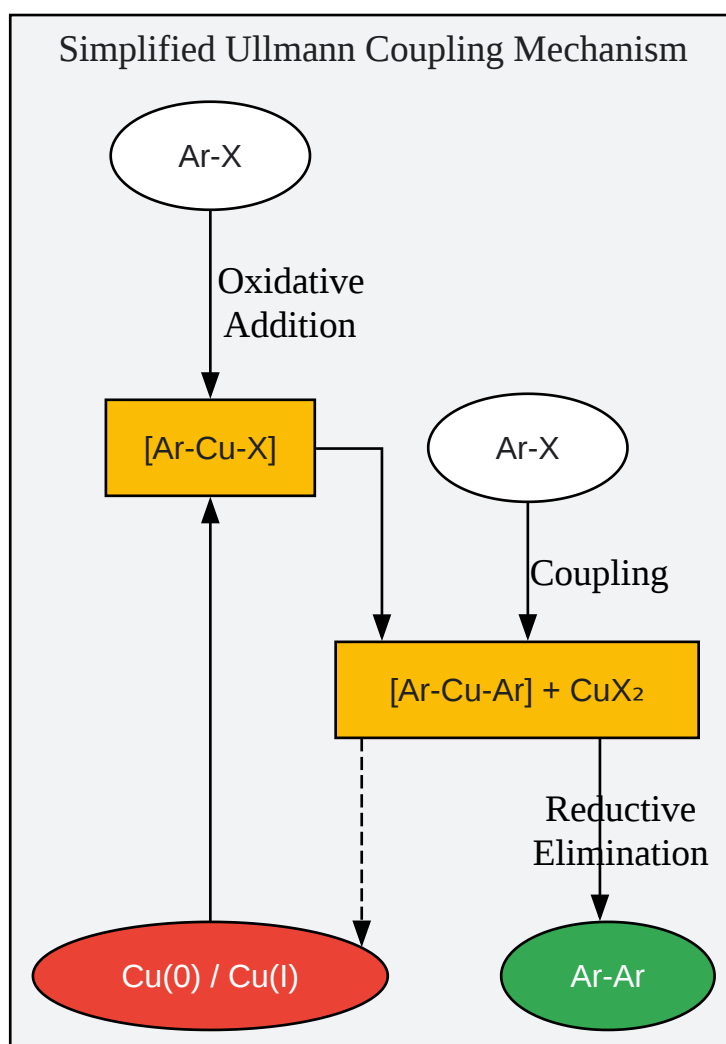 Simplified Ullmann Coupling Mechanism
Ar-X
Oxidative
Addition
[Ar-Cu-X]
Ar-X
Coupling
[Ar-Cu-Ar] + CuX₂
Reductive
Elimination
Cu(0) / Cu(I)
Ar-Ar